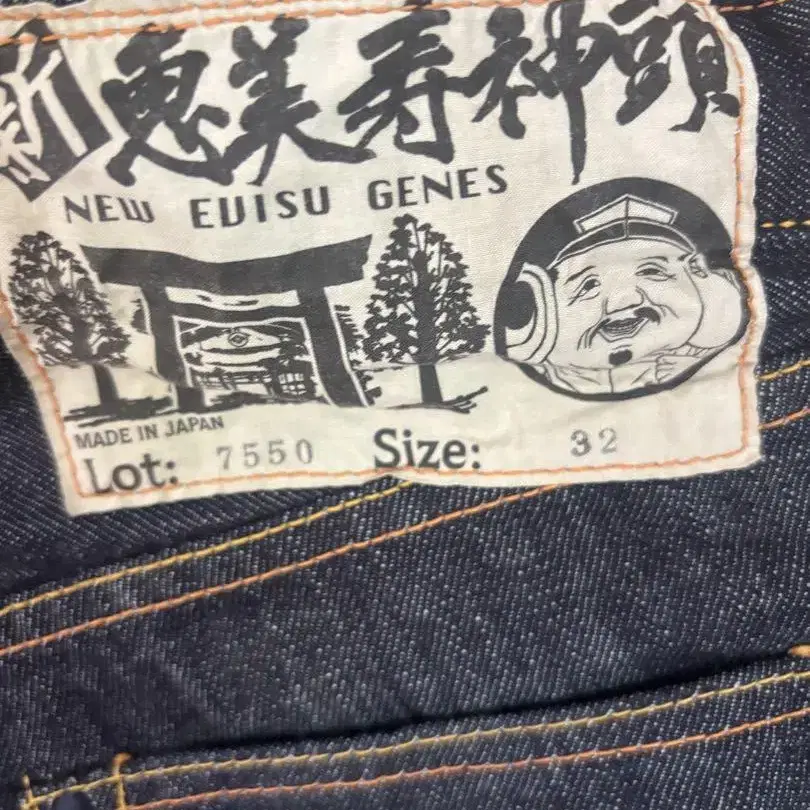 新恵美寿神頭
NEW EVISU GENES
MADE IN JAPAN
Lot: 7550 Size: 32